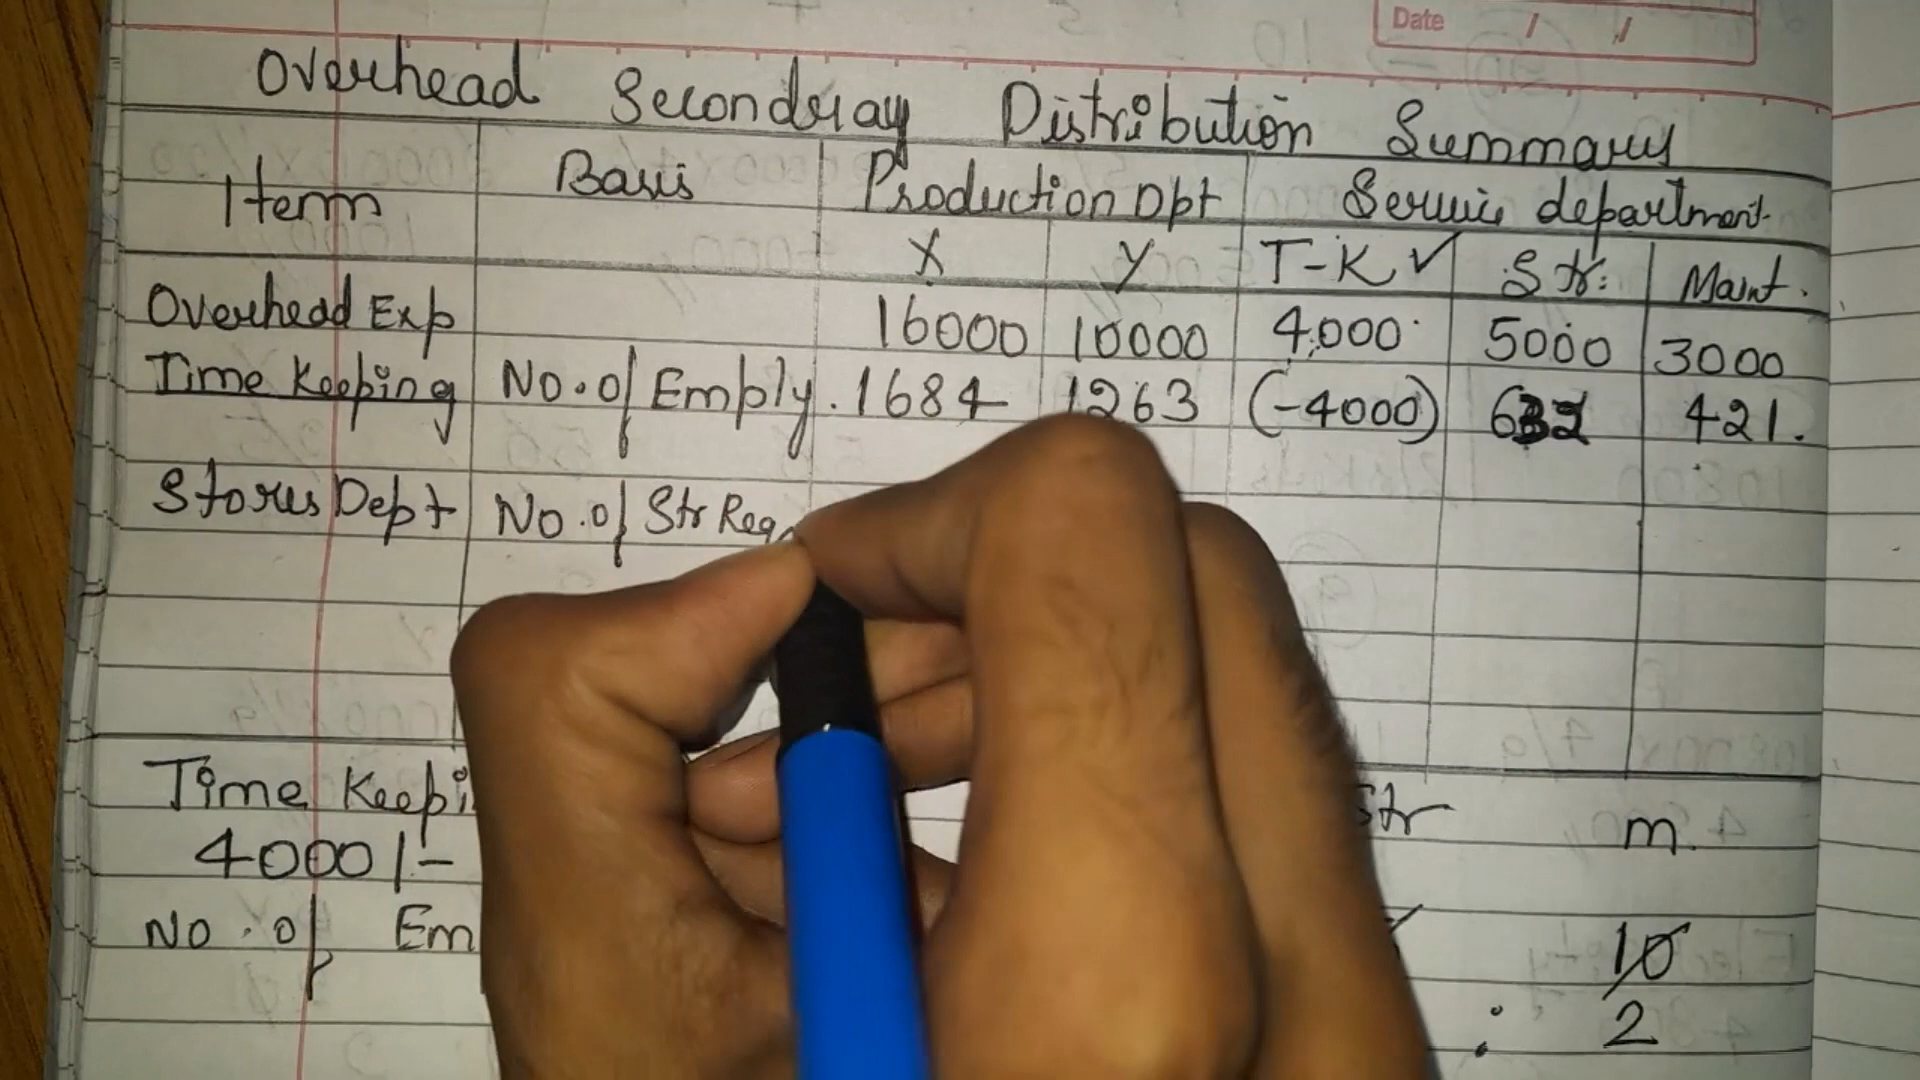 Date / /
Overhead Secondray Distribution Summary
Item Basis Production Dpt Service department
X Y T-K ✓ Str: Maint.
Overhead Exp 16000 10000 4000 5000 3000
Time Keeping No. of Emply. 1684 1263 (-4000) 632 421.
Stores Dept No. of Str Req
Time Keepi Str m.
4000/-
No. of Em 10
: 2